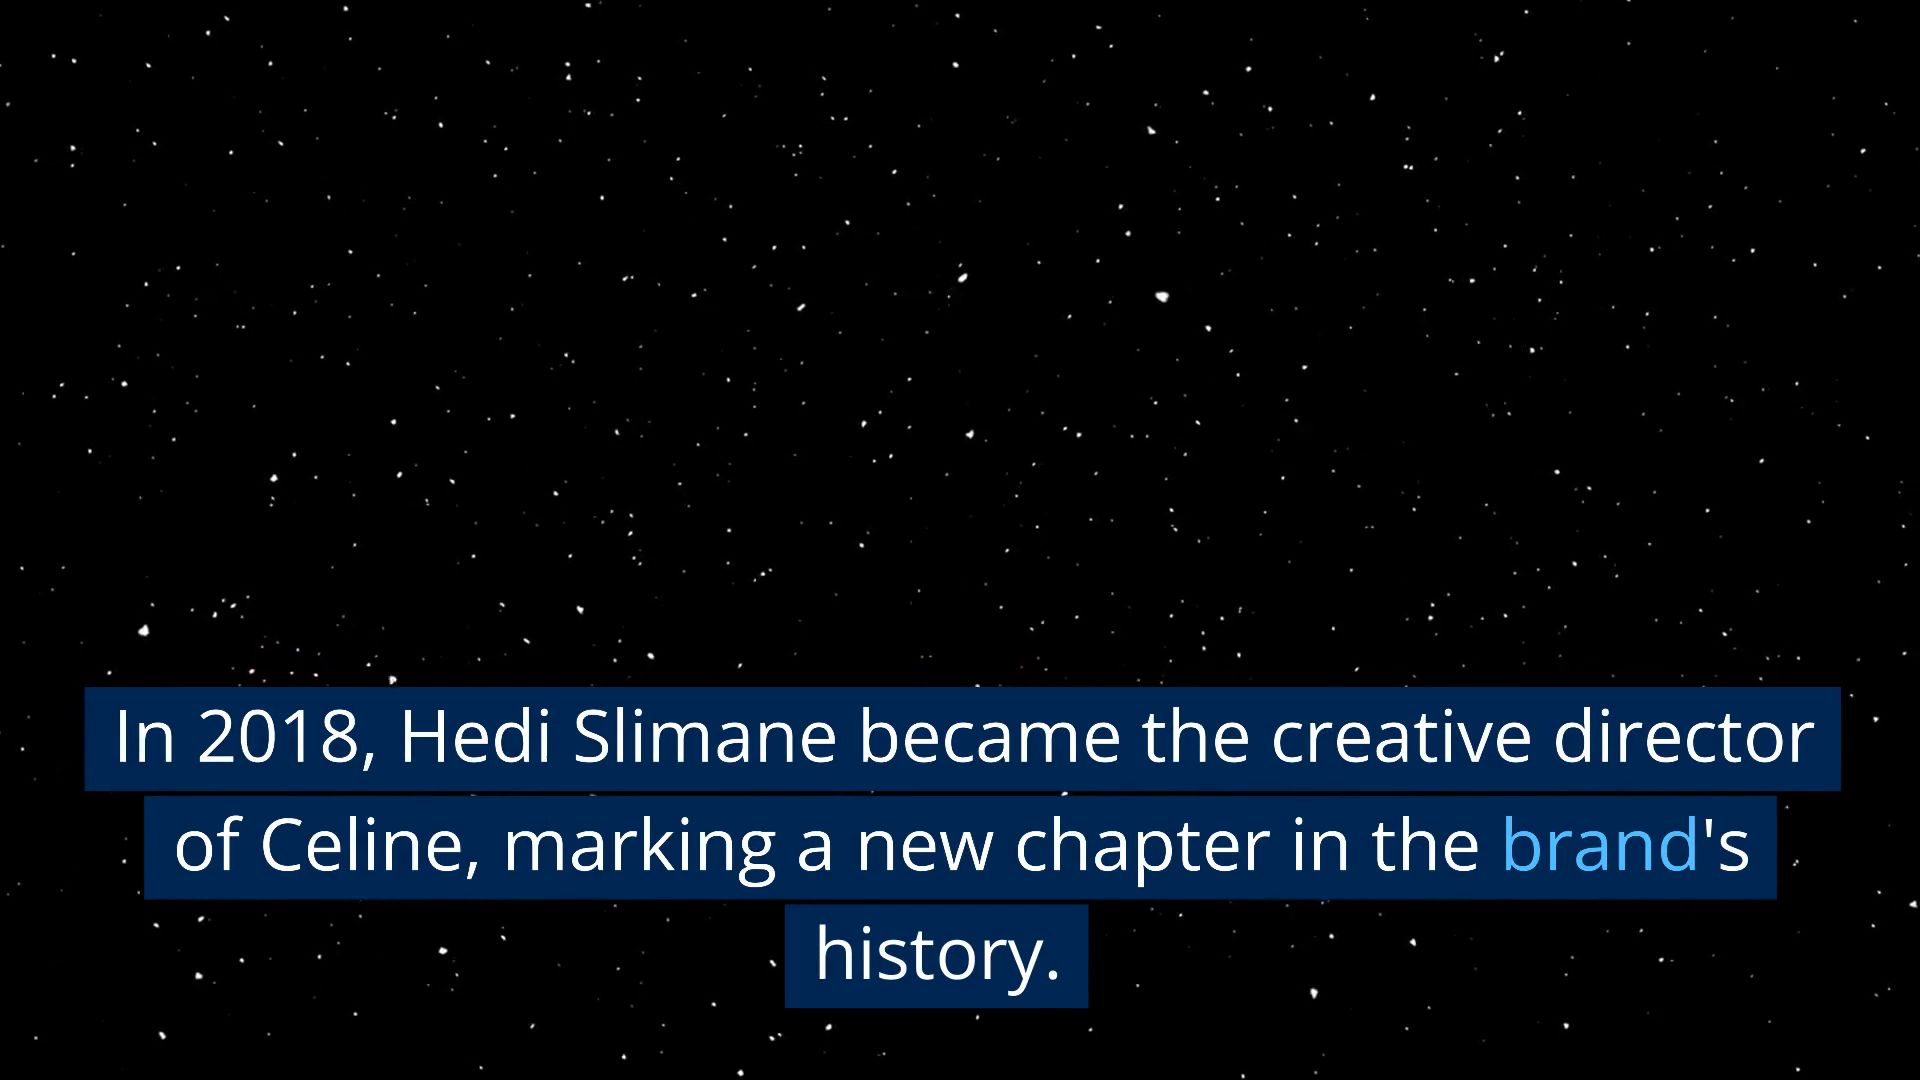 In 2018, Hedi Slimane became the creative director
of Celine, marking a new chapter in the brand's
history.